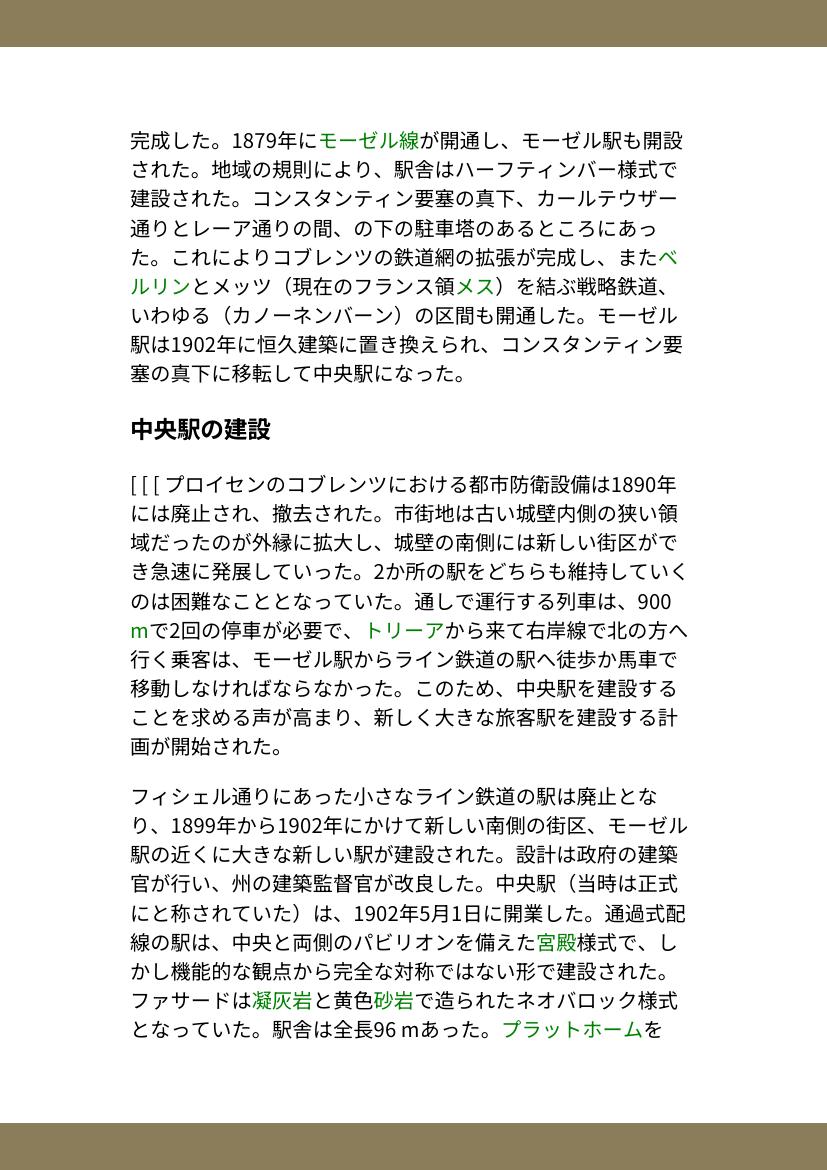 完成した。1879年にモーゼル線が開通し、モーゼル駅も開設
された。地域の規則により、駅舎はハーフティンバー様式で
建設された。コンスタンティン要塞の真下、カールテウザー
通りとレーア通りの間、の下の駐車塔のあるところにあっ
た。これによりコブレンツの鉄道網の拡張が完成し、またベ
ルリンとメッツ（現在のフランス領メス）を結ぶ戦略鉄道、
いわゆる（カノーネンバーン）の区間も開通した。モーゼル
駅は1902年に恒久建築に置き換えられ、コンスタンティン要
塞の真下に移転して中央駅になった。
中央駅の建設
[ [ [ プロイセンのコブレンツにおける都市防衛設備は1890年
には廃止され、撤去された。市街地は古い城壁内側の狭い領
域だったのが外縁に拡大し、城壁の南側には新しい街区がで
き急速に発展していった。2か所の駅をどちらも維持していく
のは困難なこととなっていた。通しで運行する列車は、900
mで2回の停車が必要で、トリーアから来て右岸線で北の方へ
行く乗客は、モーゼル駅からライン鉄道の駅へ徒歩か馬車で
移動しなければならなかった。このため、中央駅を建設する
ことを求める声が高まり、新しく大きな旅客駅を建設する計
画が開始された。
フィシェル通りにあった小さなライン鉄道の駅は廃止とな
り、1899年から1902年にかけて新しい南側の街区、モーゼル
駅の近くに大きな新しい駅が建設された。設計は政府の建築
官が行い、州の建築監督官が改良した。中央駅（当時は正式
にと称されていた）は、1902年5月1日に開業した。通過式配
線の駅は、中央と両側のパビリオンを備えた宮殿様式で、し
かし機能的な観点から完全な対称ではない形で建設された。
ファサードは凝灰岩と黄色砂岩で造られたネオバロック様式
となっていた。駅舎は全長96 mあった。プラットホームを